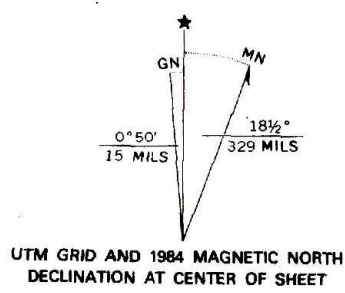 GN
MN
0°50'
15 MILS
18½°
329 MILS
UTM GRID AND 1984 MAGNETIC NORTH
DECLINATION AT CENTER OF SHEET